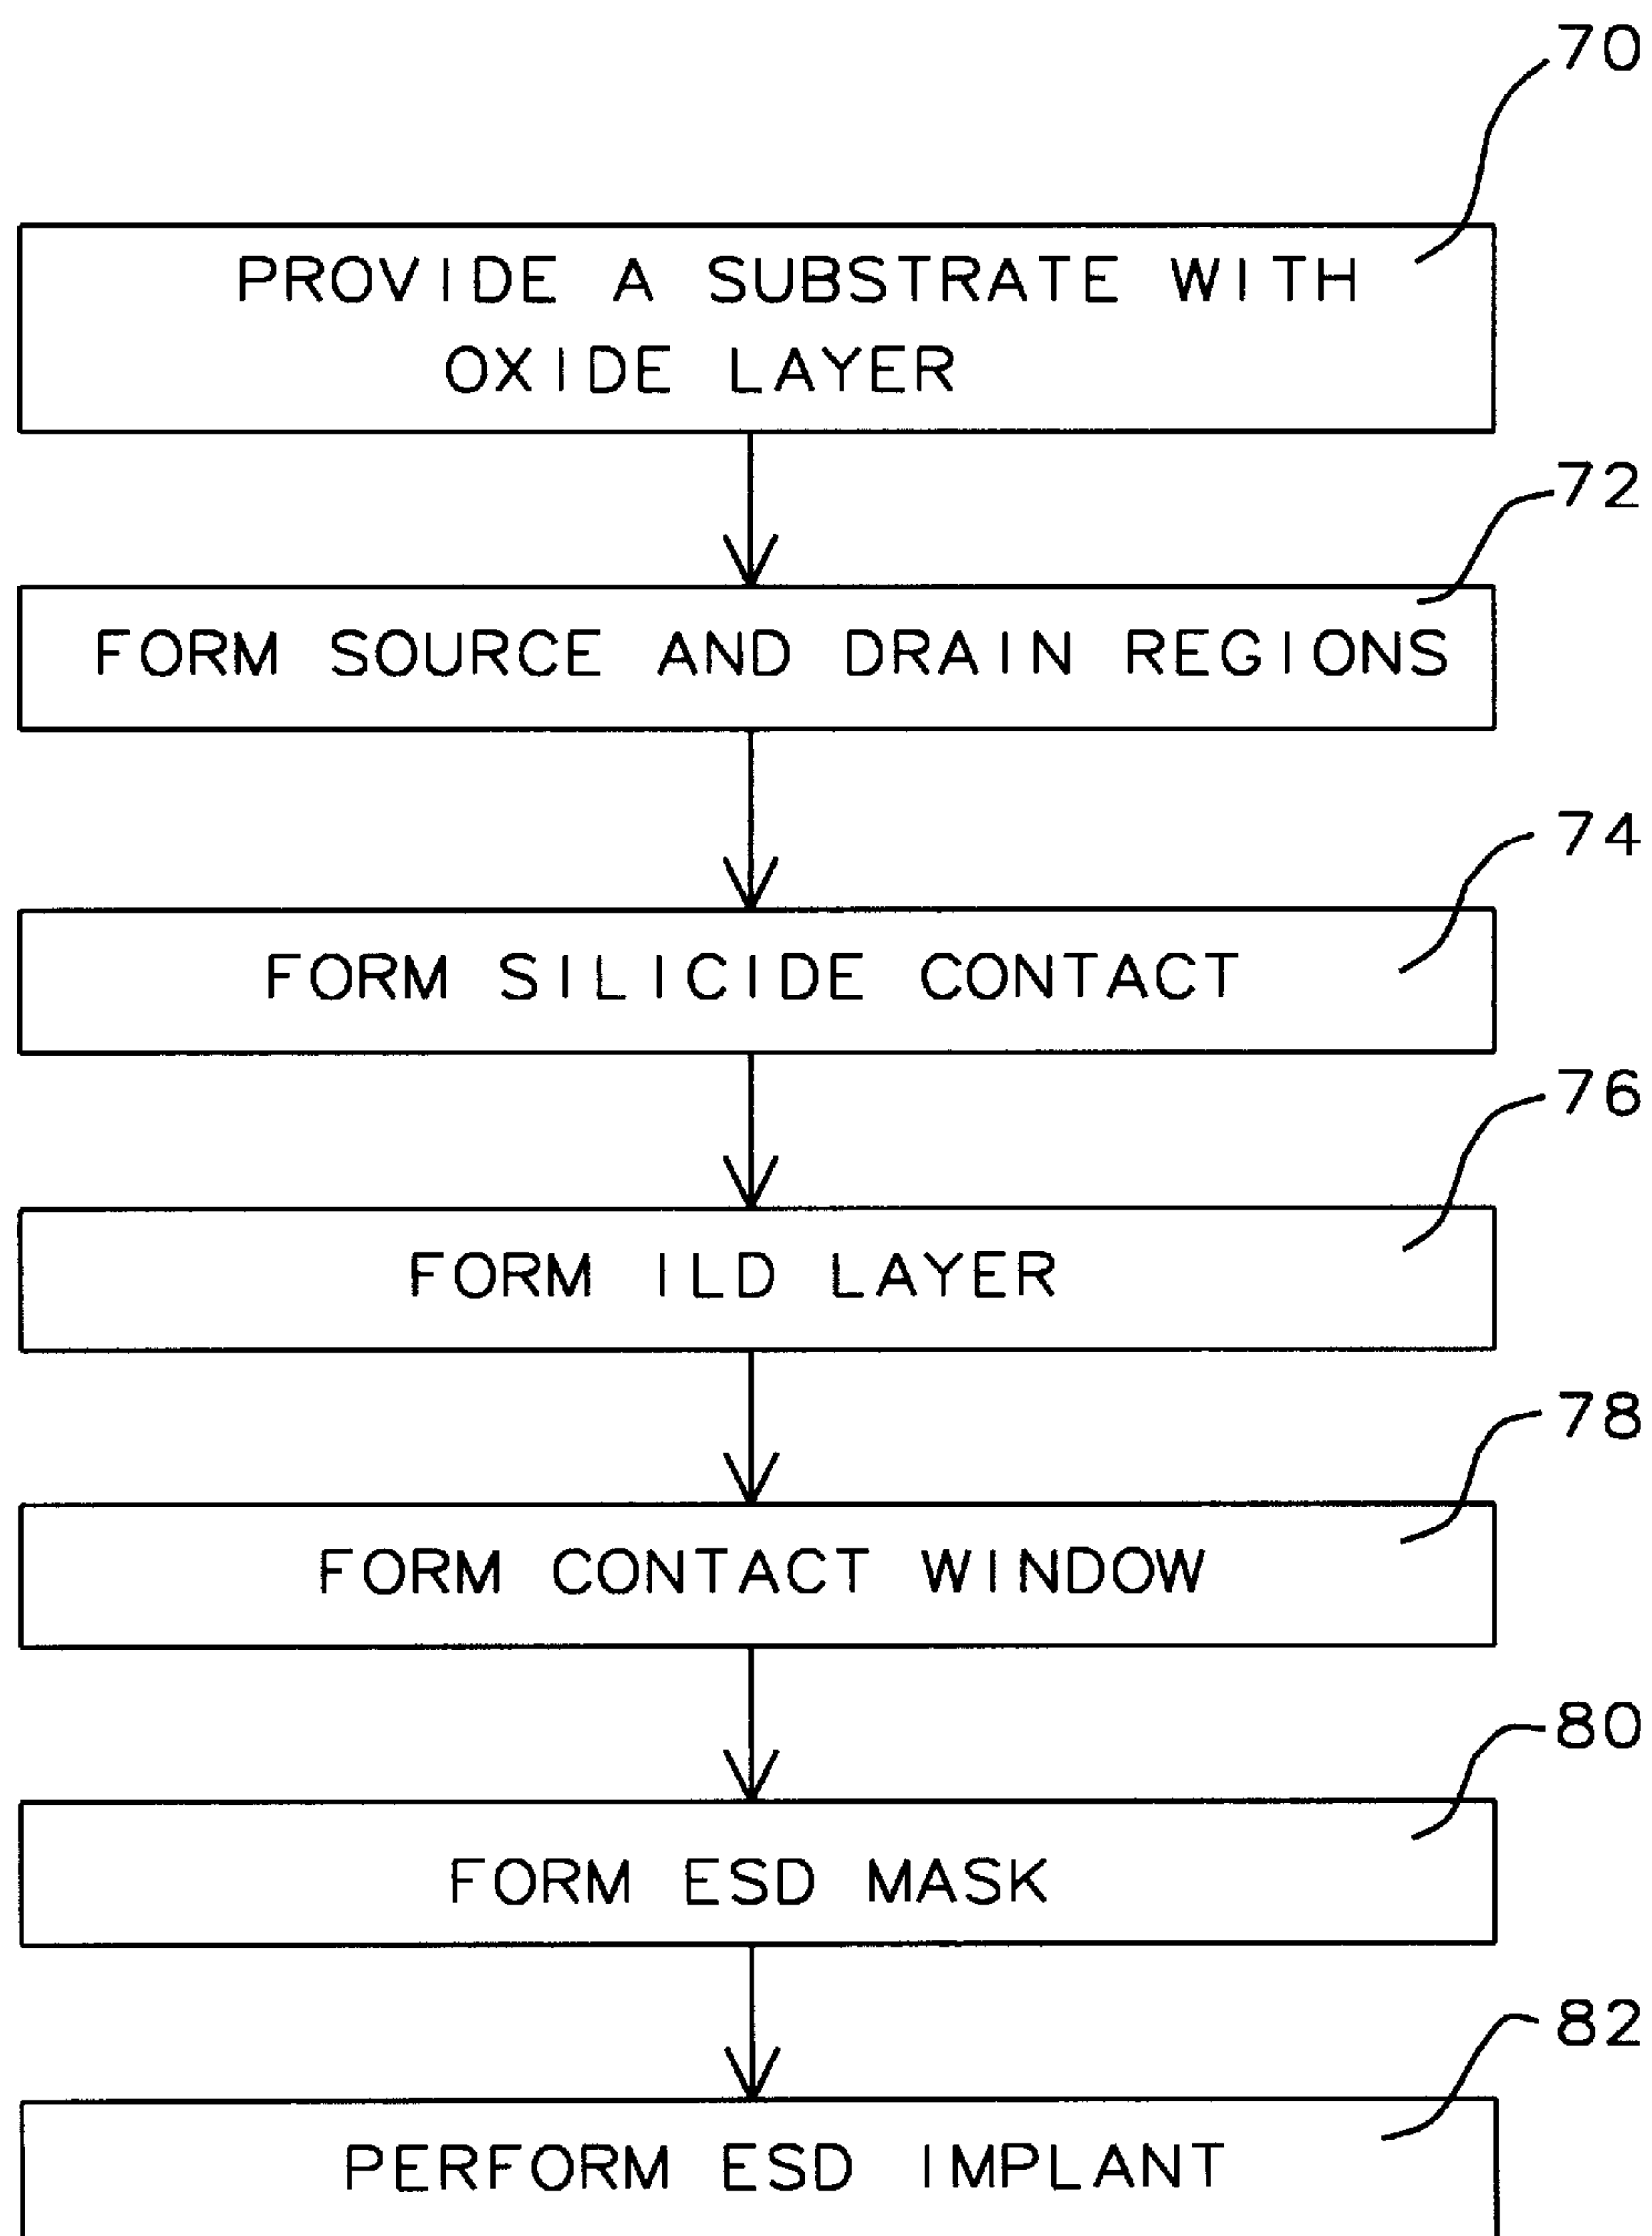 70
PROVIDE A SUBSTRATE WITH
OXIDE LAYER
72
FORM SOURCE AND DRAIN REGIONS
74
FORM SILICIDE CONTACT
76
FORM ILD LAYER
78
FORM CONTACT WINDOW
80
FORM ESD MASK
82
PERFORM ESD IMPLANT